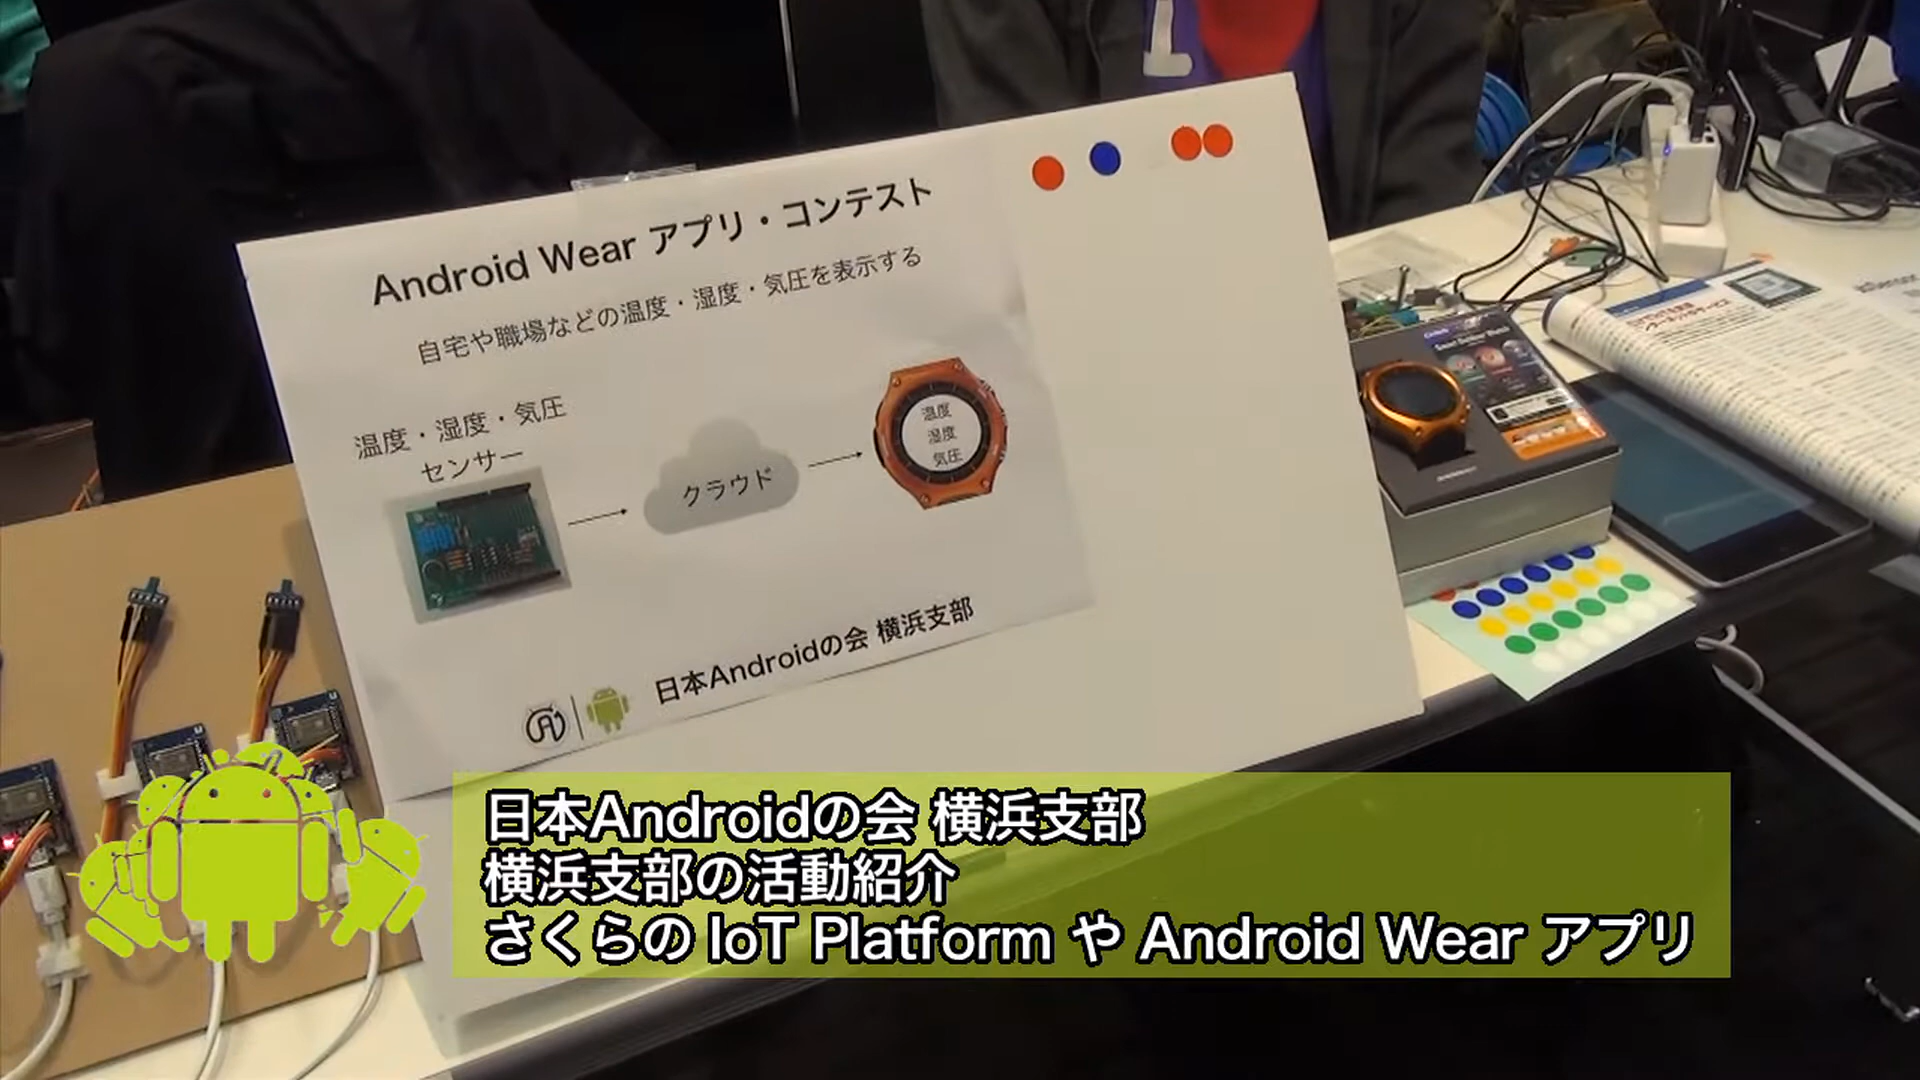 Android Wear アプリ・コンテスト
自宅や職場などの温度・湿度・気圧を表示する
温度・湿度・気圧
センサー
クラウド
温度
湿度
気圧
日本Androidの会 横浜支部
日本Androidの会 横浜支部
横浜支部の活動紹介
さくらの IoT Platform や Android Wear アプリ